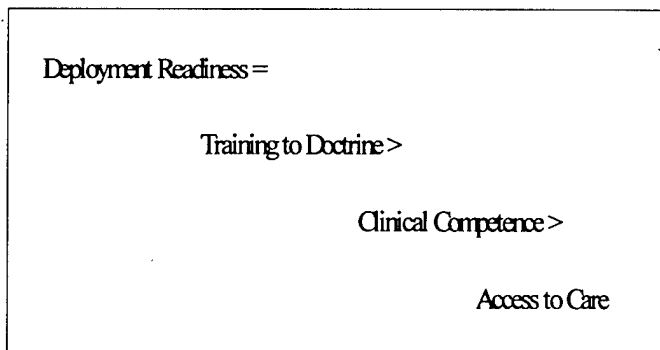 Deployment Readiness =
Training to Doctrine >
Clinical Competence >
Access to Care